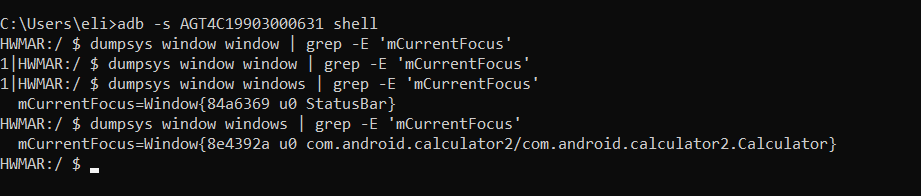 C:\Users\eli>adb -s AGT4C19903000631 shell
HWMAR:/ $ dumpsys window window | grep -E 'mCurrentFocus'
1|HWMAR:/ $ dumpsys window window | grep -E 'mCurrentFocus'
1|HWMAR:/ $ dumpsys window windows | grep -E 'mCurrentFocus'
  mCurrentFocus=Window{84a6369 u0 StatusBar}
HWMAR:/ $ dumpsys window windows | grep -E 'mCurrentFocus'
  mCurrentFocus=Window{8e4392a u0 com.android.calculator2/com.android.calculator2.Calculator}
HWMAR:/ $